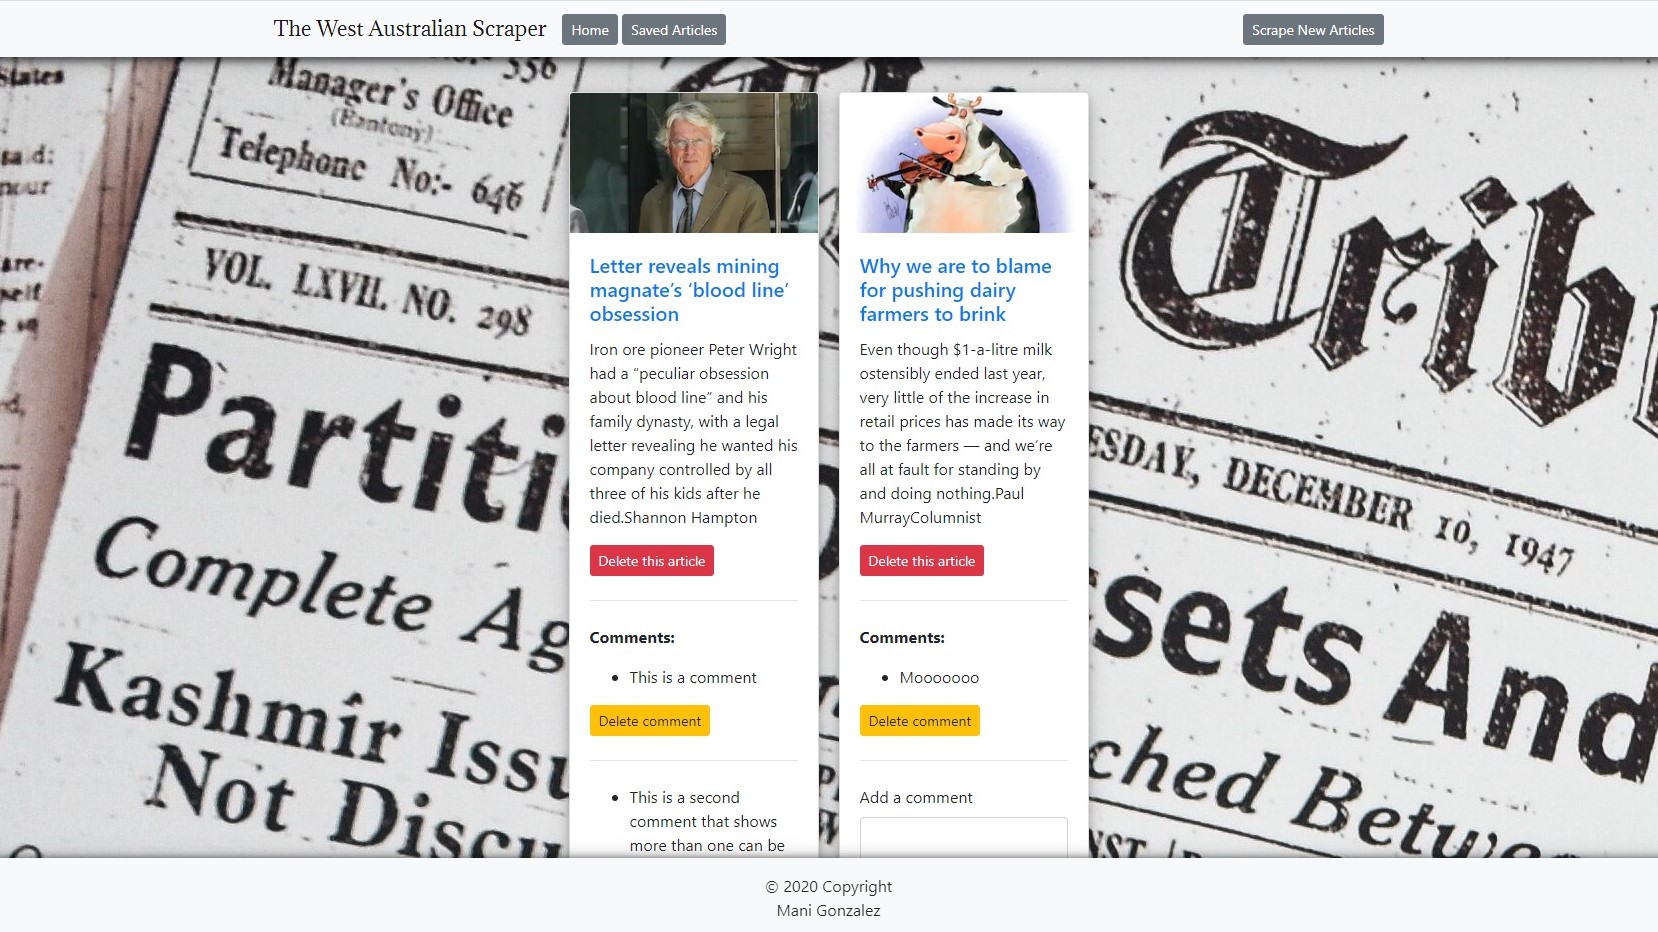 The West Australian Scraper
Home
Saved Articles
Scrape New Articles
States
Manager's Office
(Bantony)
Telephone No:- 646
556
said:
VOL. LXVII. NO. 298
Partiti
Complete Ag
Kashmir Issu
Not Discu
Letter reveals mining
magnate’s ‘blood line’
obsession
Iron ore pioneer Peter Wright
had a “peculiar obsession
about blood line” and his
family dynasty, with a legal
letter revealing he wanted his
company controlled by all
three of his kids after he
died.Shannon Hampton
Delete this article
Comments:
• This is a comment
Delete comment
• This is a second
comment that shows
more than one can be
Why we are to blame
for pushing dairy
farmers to brink
Even though $1-a-litre milk
ostensibly ended last year,
very little of the increase in
retail prices has made its way
to the farmers — and we’re
all at fault for standing by
and doing nothing.Paul
MurrayColumnist
Delete this article
Comments:
• Mooooooo
Delete comment
Add a comment
Tribu
ESDAY, DECEMBER 10, 1947
sets And
ched Betwe
© 2020 Copyright
Mani Gonzalez